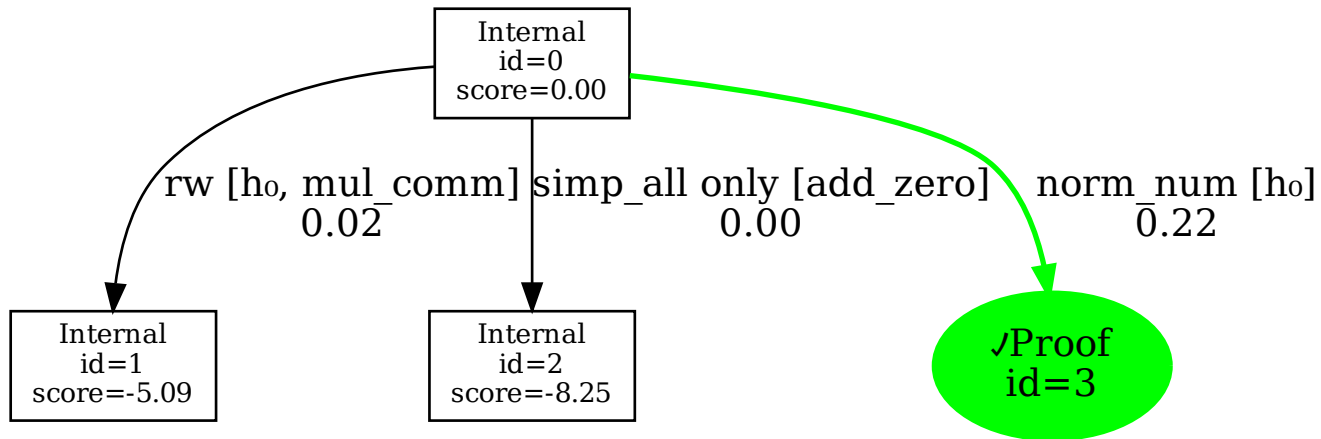 Internal
id=0
score=0.00
rw [h₀, mul_comm]
0.02
simp_all only [add_zero]
0.00
norm_num [h₀]
0.22
Internal
id=1
score=-5.09
Internal
id=2
score=-8.25
✓Proof
id=3